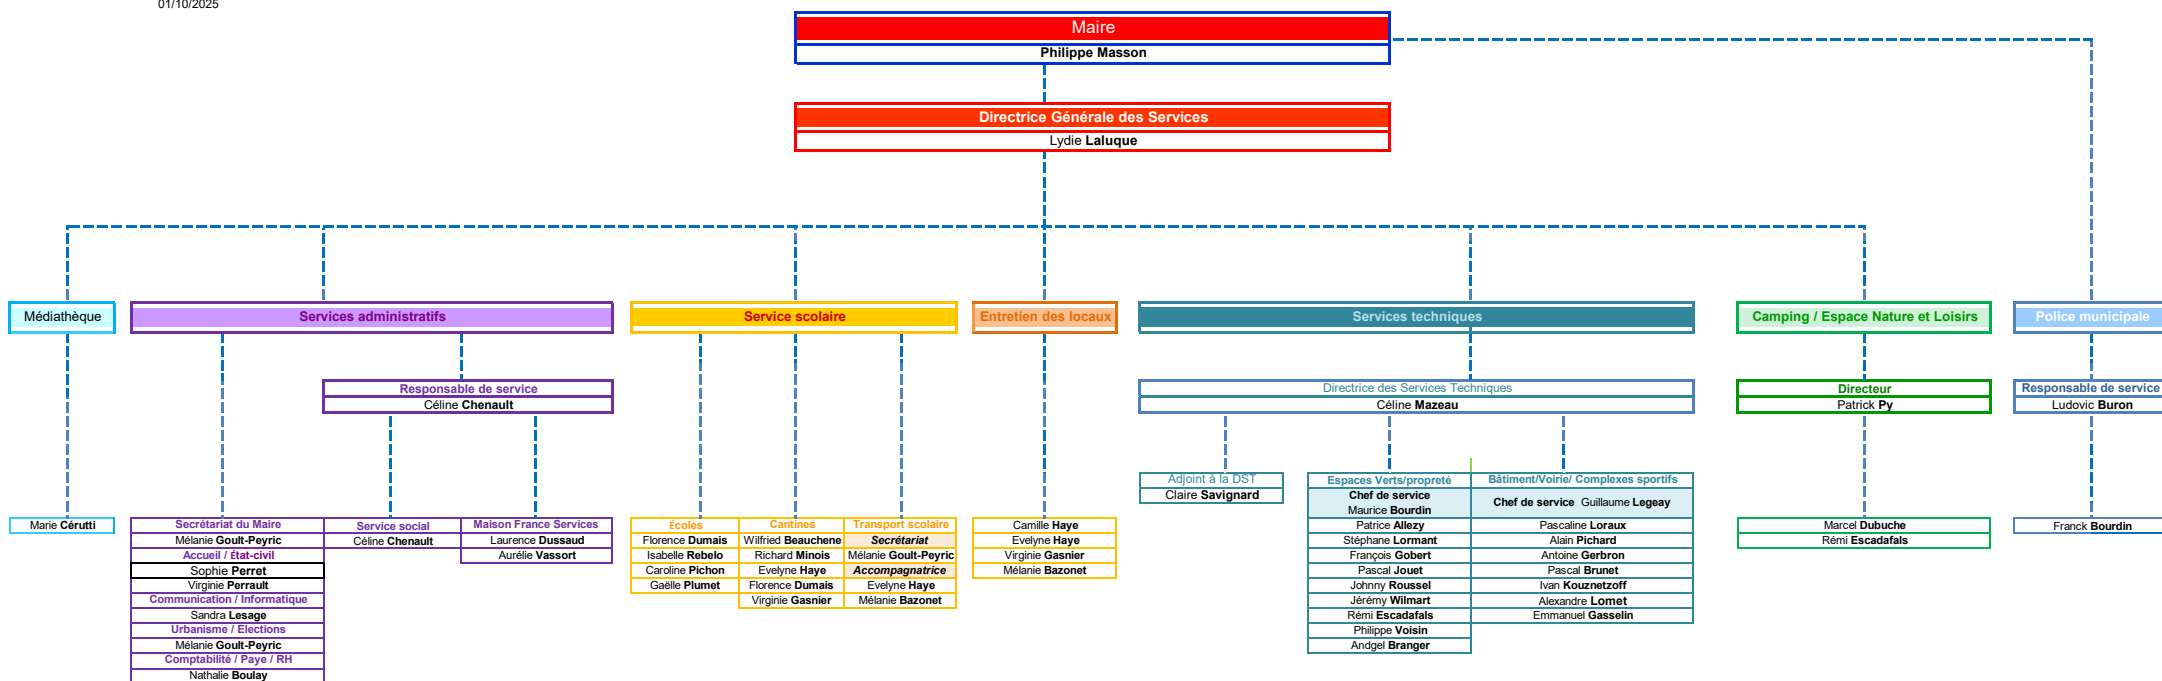 01/10/2025
Maire
Philippe Masson
Directrice Générale des Services
Lydie Laluque
Médiathèque
Services administratifs
Service scolaire
Entretien des locaux
Services techniques
Camping / Espace Nature et Loisirs
Police municipale
Responsable de service
Céline Chenault
Directrice des Services Techniques
Céline Mazeau
Directeur
Patrick Py
Responsable de service
Ludovic Buron
Marie Cérutti
Secrétariat du Maire
Mélanie Goult-Peyric
Accueil / État-civil
Sophie Perret
Virginie Perrault
Communication / Informatique
Sandra Lesage
Urbanisme / Elections
Mélanie Goult-Peyric
Comptabilité / Paye / RH
Nathalie Boulay
Service social
Céline Chenault
Maison France Services
Laurence Dussaud
Aurélie Vassort
Écoles
Florence Dumais
Isabelle Rebelo
Caroline Pichon
Gaëlle Plumet
Cantines
Wilfried Beauchene
Richard Minois
Evelyne Haye
Florence Dumais
Virginie Gasnier
Transport scolaire
Secrétariat
Mélanie Goult-Peyric
Accompagnatrice
Evelyne Haye
Mélanie Bazonet
Camille Haye
Evelyne Haye
Virginie Gasnier
Mélanie Bazonet
Adjoint à la DST
Claire Savignard
Espaces Verts/propreté
Chef de service
Maurice Bourdin
Patrice Allezy
Stéphane Lormant
François Gobert
Pascal Jouet
Johnny Roussel
Jérémy Wilmart
Rémi Escadafals
Philippe Voisin
Andgel Branger
Bâtiment/Voirie/ Complexes sportifs
Chef de service Guillaume Legeay
Pascaline Loraux
Alain Pichard
Antoine Gerbron
Pascal Brunet
Ivan Kouznetzoff
Alexandre Lomet
Emmanuel Gasselin
Marcel Dubuche
Rémi Escadafals
Franck Bourdin